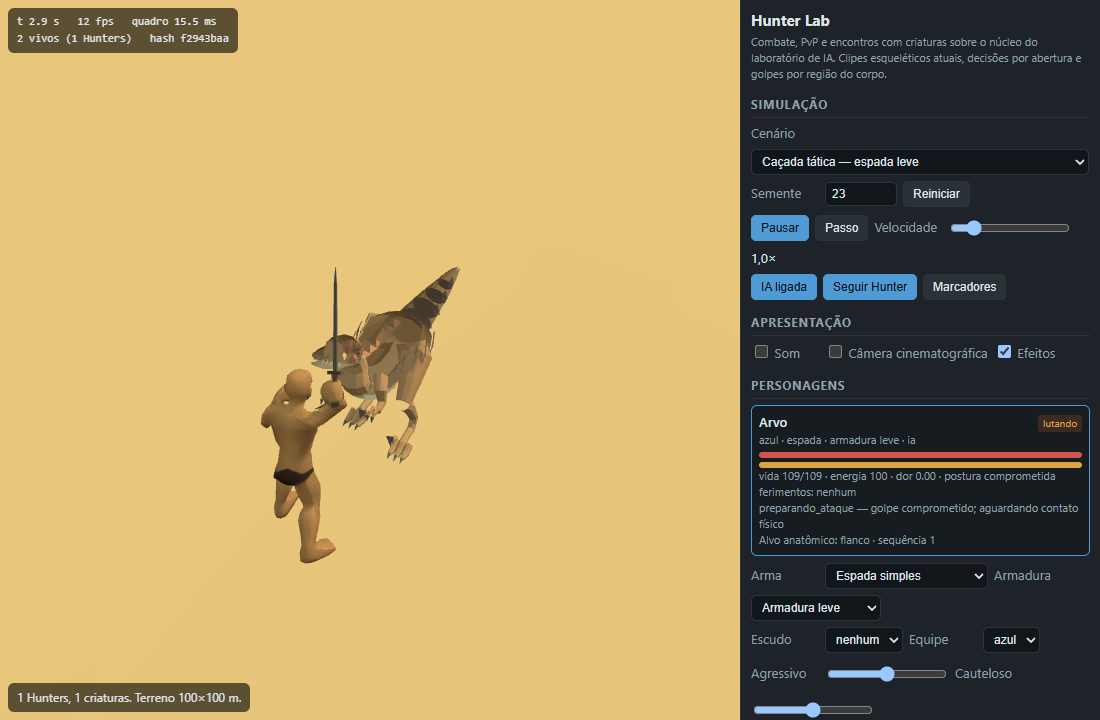 t 2.9 s   12 fps   quadro 15.5 ms
2 vivos (1 Hunters)   hash f2943baa
1 Hunters, 1 criaturas. Terreno 100×100 m.
Hunter Lab
Combate, PvP e encontros com criaturas sobre o núcleo do
laboratório de IA. Clipes esqueléticos atuais, decisões por abertura e
golpes por região do corpo.
SIMULAÇÃO
Cenário
Caçada tática — espada leve
Semente 23 Reiniciar
Pausar Passo Velocidade
1,0×
IA ligada Seguir Hunter Marcadores
APRESENTAÇÃO
Som Câmera cinematográfica Efeitos
PERSONAGENS
Arvo lutando
azul · espada · armadura leve · ia
vida 109/109 · energia 100 · dor 0.00 · postura comprometida
ferimentos: nenhum
preparando_ataque — golpe comprometido; aguardando contato
físico
Alvo anatômico: flanco · sequência 1
Arma Espada simples Armadura
Armadura leve
Escudo nenhum Equipe azul
Agressivo Cauteloso